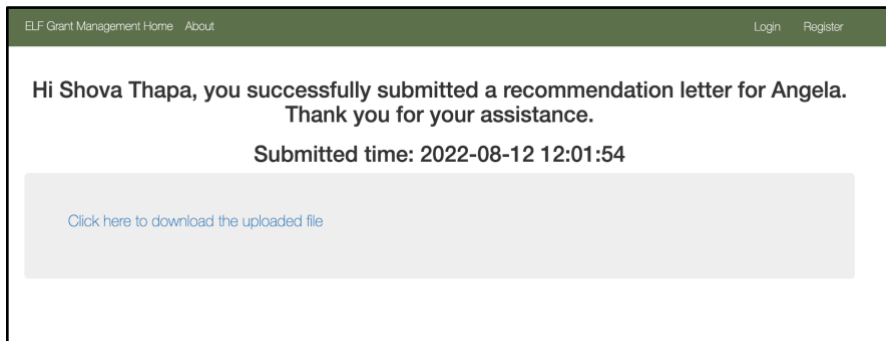 ELF Grant Management Home About Login Register
Hi Shova Thapa, you successfully submitted a recommendation letter for Angela.
Thank you for your assistance.
Submitted time: 2022-08-12 12:01:54
Click here to download the uploaded file